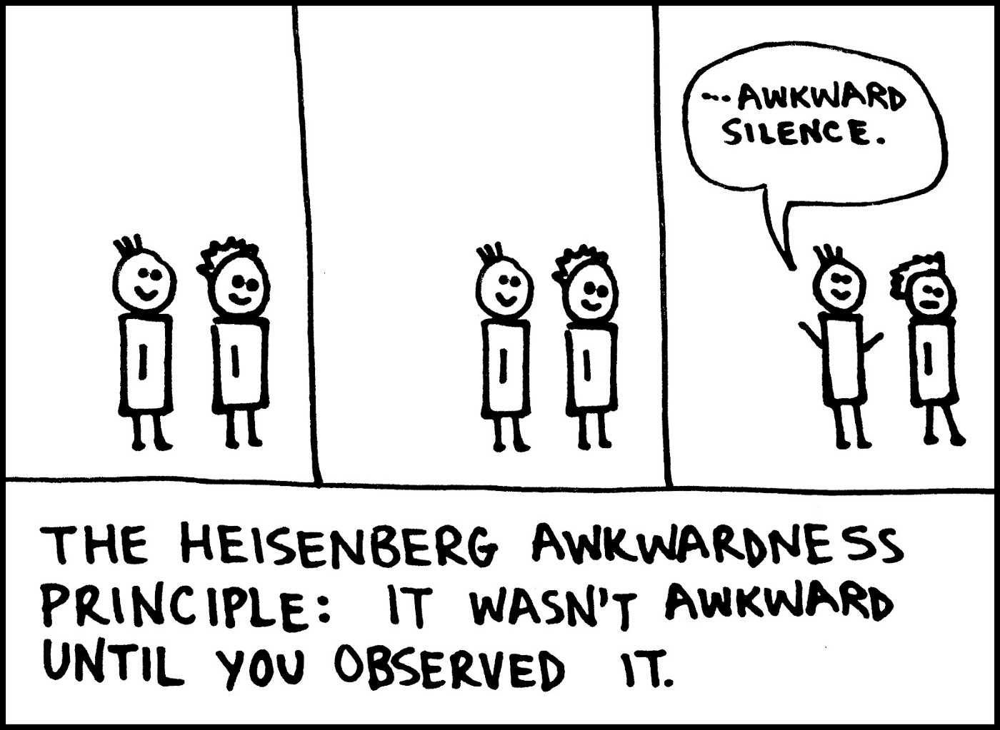 ...AWKWARD
SILENCE.
THE HEISENBERG AWKWARDNESS
PRINCIPLE: IT WASN'T AWKWARD
UNTIL YOU OBSERVED IT.